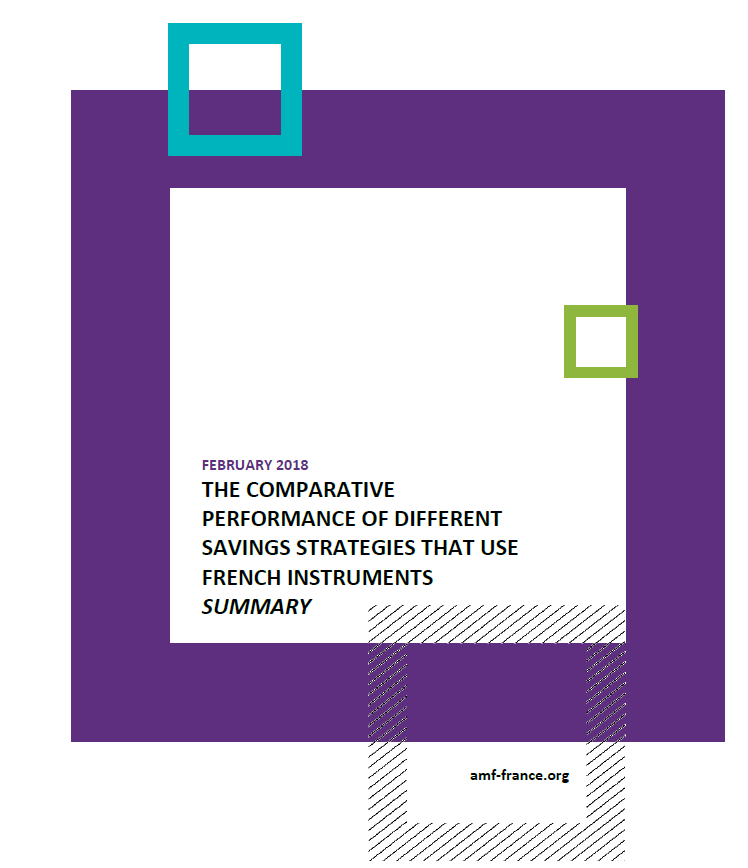 FEBRUARY 2018
THE COMPARATIVE
PERFORMANCE OF DIFFERENT
SAVINGS STRATEGIES THAT USE
FRENCH INSTRUMENTS
SUMMARY
amf-france.org